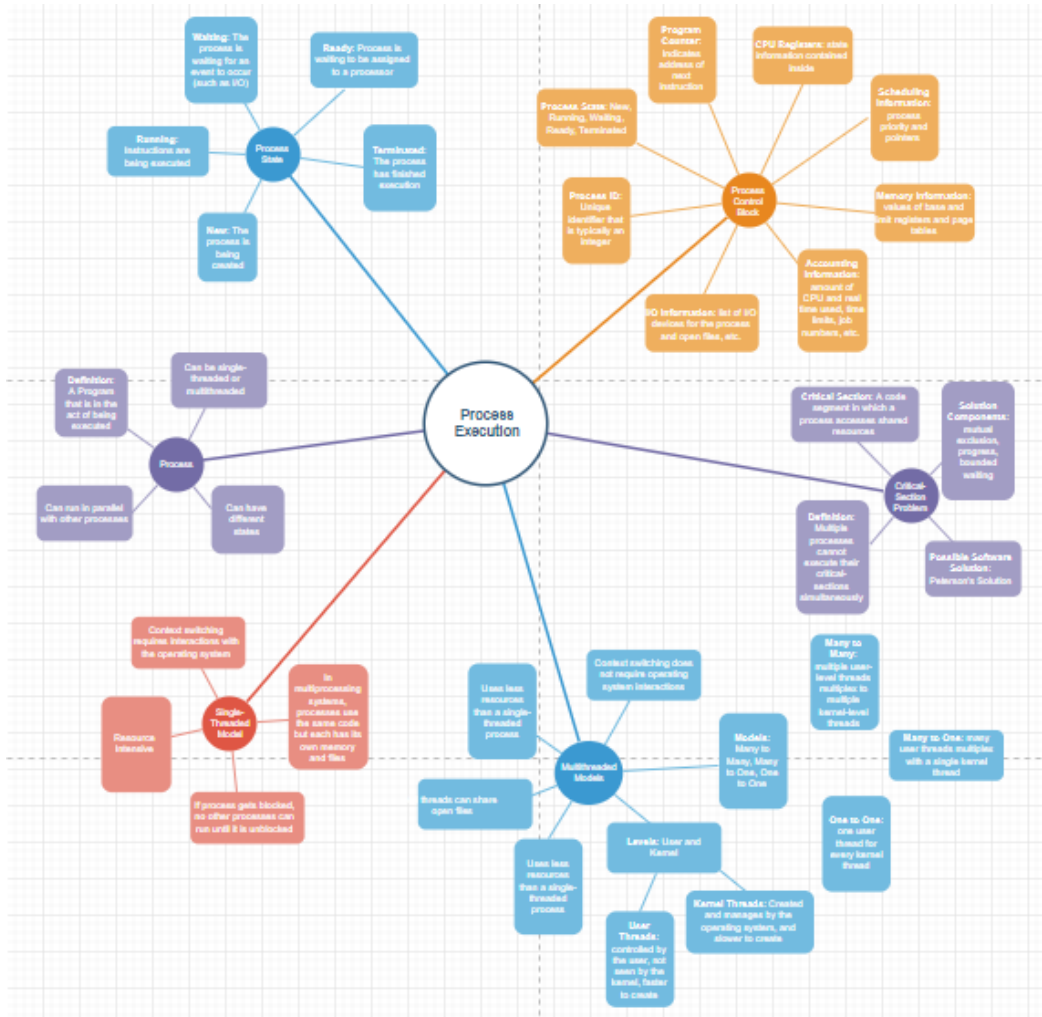 Waiting: The
process is
waiting for an
event to occur
(such as I/O)
Ready: Process is
waiting to be assigned
to a processor
Running:
Instructions are
being executed
Process
State
Terminated:
The process
has finished
execution
New: The
process is
being
created
Program
Counter:
Indicates
address of
next
instruction
CPU Registers: state
information contained
inside
Process State: New,
Running, Waiting,
Ready, Terminated
Scheduling
Information:
process
priority and
pointers
Process
Control
Block
Process ID:
Unique
identifier that
is typically an
integer
Memory Information:
values of base and
limit registers and page
tables
I/O Information: list of I/O
devices for the process
and open files, etc.
Accounting
Information:
amount of
CPU and real
time used, time
limits, job
numbers, etc.
Process
Execution
Definition:
A Program
that is in the
act of being
executed
Can be single-
threaded or
multithreaded
Process
Can run in parallel
with other processes
Can have
different
states
Critical Section: A code
segment in which a
process accesses shared
resources
Solution
Components:
mutual
exclusion,
progress,
bounded
waiting
Critical-
Section
Problem
Definition:
Multiple
processes
cannot
execute their
critical-
sections
simultaneously
Possible Software
Solution:
Peterson's Solution
Context switching
requires interactions with
the operating system
Single-
Threaded
Model
Resource
Intensive
In
multiprocessing
systems,
processes use
the same code
but each has its
own memory
and files
If process gets blocked,
no other processes can
run until it is unblocked
Uses less
resources
than a single-
threaded
process
Context switching does
not require operating
system interactions
Multithreaded
Models
Models:
Many to
Many, Many
to One, One
to One
threads can share
open files
Uses less
resources
than a single-
threaded
process
Levels: User and
Kernel
User
Threads:
controlled by
the user, not
seen by the
kernel, faster
to create
Kernel Threads: Created
and manages by the
operating system, and
slower to create
Many to
Many:
multiple user-
level threads
multiplex to
multiple
kernel-level
threads
Many to One: many
user threads multiplex
with a single kernel
thread
One to One:
one user
thread for
every kernel
thread